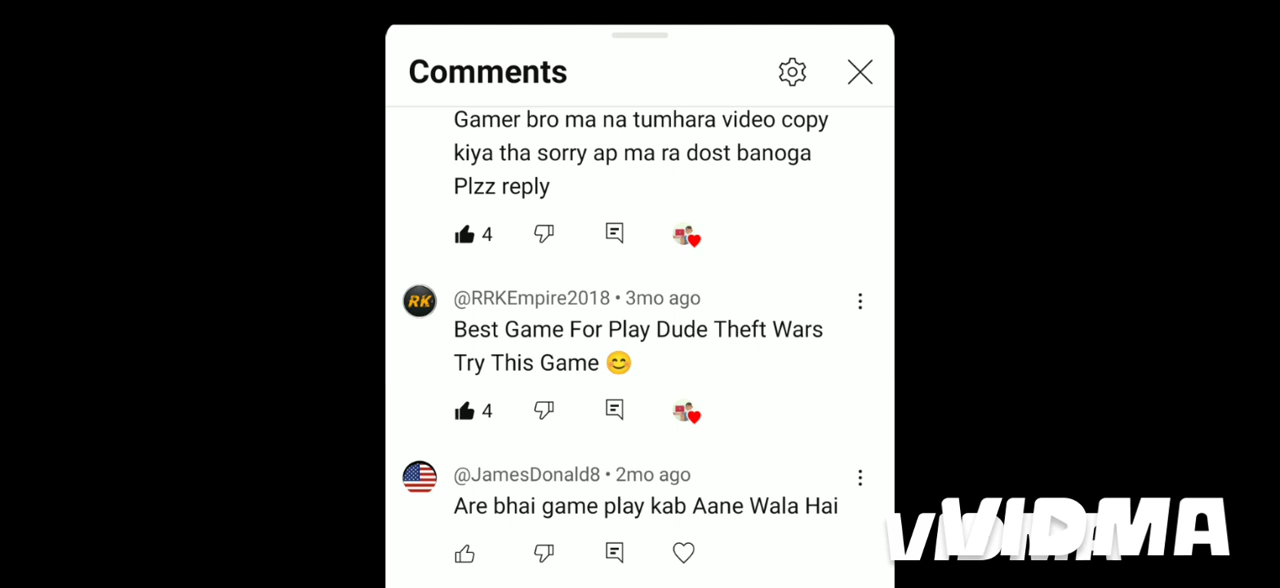 Comments
Gamer bro ma na tumhara video copy
kiya tha sorry ap ma ra dost banoga
Plzz reply
4
RK
@RRKEmpire2018 • 3mo ago
Best Game For Play Dude Theft Wars
Try This Game 😊
4
@JamesDonald8 • 2mo ago
Are bhai game play kab Aane Wala Hai
VIDMA